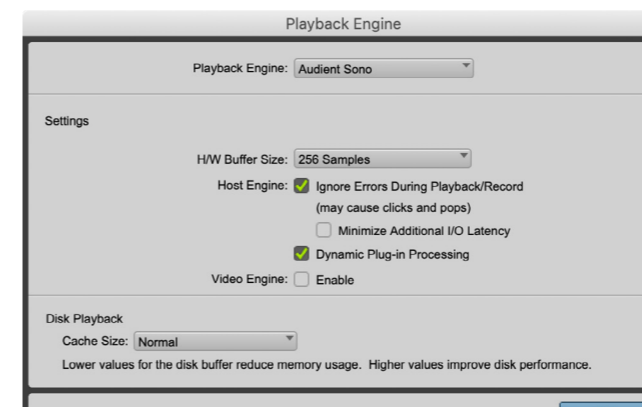 Playback Engine
Playback Engine: Audient Sono
Settings
H/W Buffer Size: 256 Samples
Host Engine: Ignore Errors During Playback/Record
(may cause clicks and pops)
Minimize Additional I/O Latency
Dynamic Plug-in Processing
Video Engine: Enable
Disk Playback
Cache Size: Normal
Lower values for the disk buffer reduce memory usage. Higher values improve disk performance.